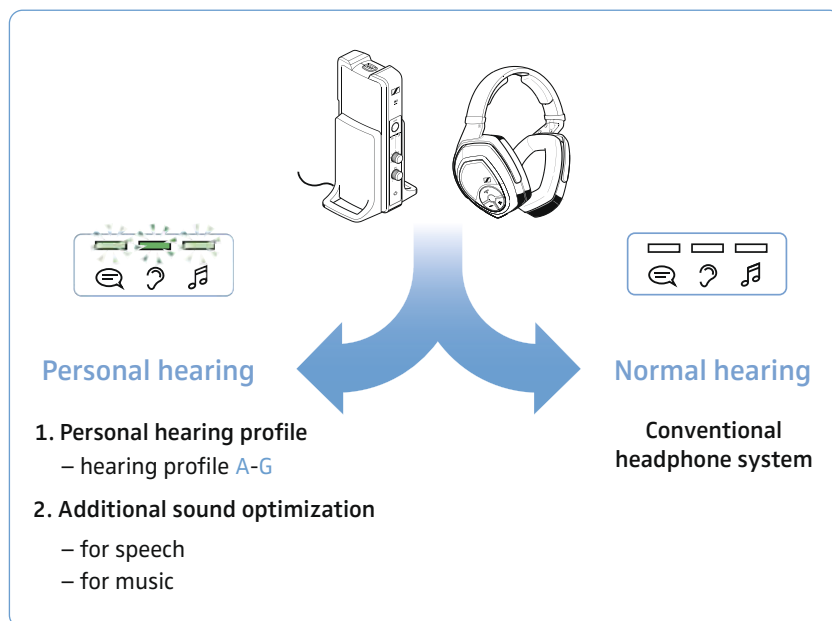 Personal hearing
1. Personal hearing profile
– hearing profile A-G
2. Additional sound optimization
– for speech
– for music
Normal hearing
Conventional
headphone system